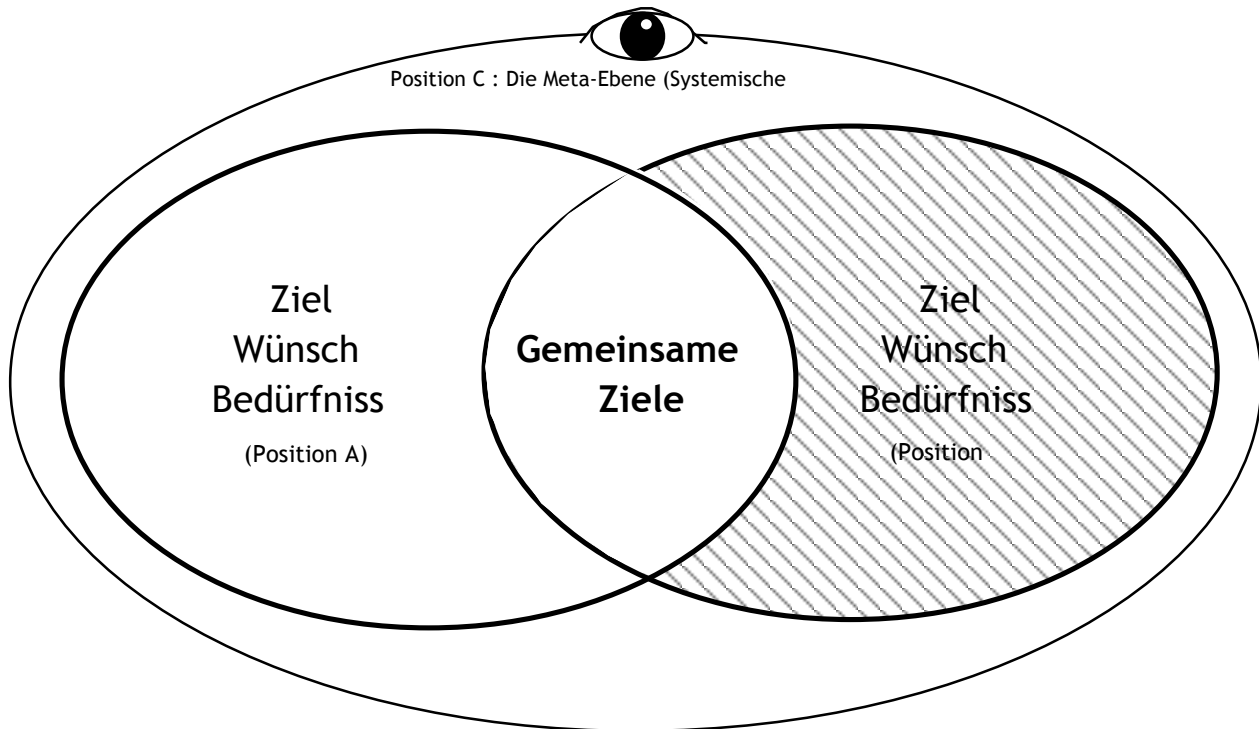 Position C : Die Meta-Ebene (Systemische
Ziel
Wünsch
Bedürfniss
(Position A)
Gemeinsame
Ziele
Ziel
Wünsch
Bedürfniss
(Position